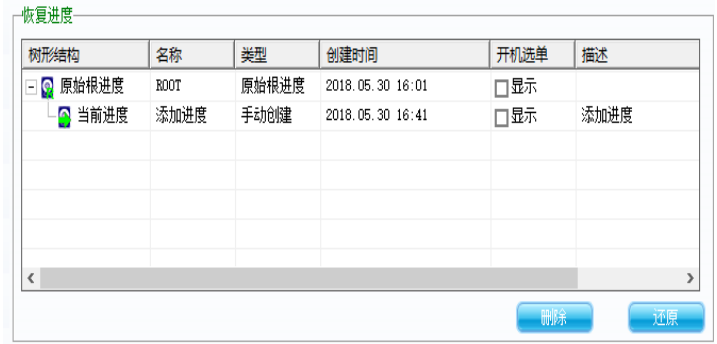 恢复进度
树形结构 名称 类型 创建时间 开机选单 描述
原始根进度 ROOT 原始根进度 2018.05.30 16:01 显示
当前进度 添加进度 手动创建 2018.05.30 16:41 显示 添加进度
删除 还原